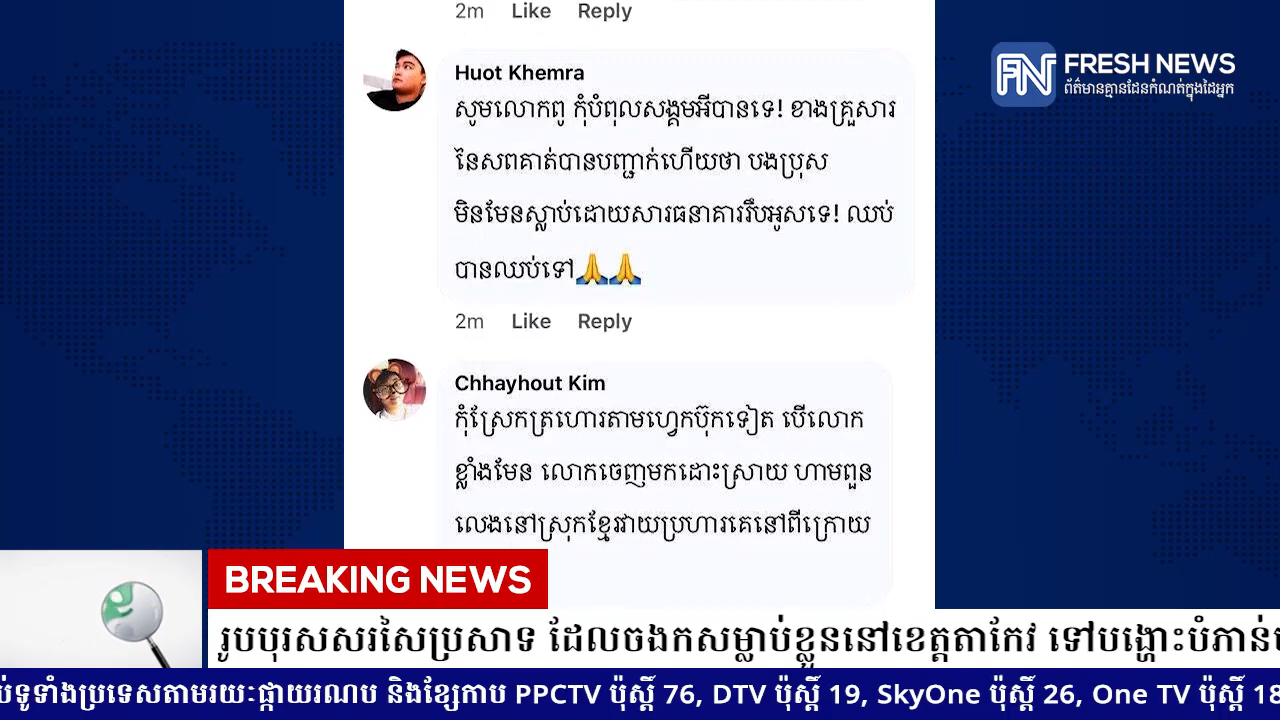 2m Like Reply
FRESH NEWS
ព័ត៌មានគ្មានដែនកំណត់ក្នុងដៃអ្នក
Huot Khemra
សូមលោកពូ កុំបំពុលសង្គមអីបានទេ! ខាងគ្រួសារ
នៃសពគាត់បានបញ្ជាក់ហើយថា បងប្រុស
មិនមែនស្លាប់ដោយសារធនាគាររឹបអូសទេ! ឈប់
បានឈប់ទៅ🙏🙏
2m Like Reply
Chhayhout Kim
កុំស្រែកត្រហោរតាមហ្វេកប៊ុកទៀត បើលោក
ខ្លាំងមែន លោកចេញមកដោះស្រាយ ហាមពួន
លេងនៅស្រុកខ្មែរវាយប្រហារគេនៅពីក្រោយ
BREAKING NEWS
រូបបុរសសរសៃប្រសាទ ដែលចងកសម្លាប់ខ្លួននៅខេត្តតាកែវ ទៅបង្ហោះបំភាន់
ទូទាំងប្រទេសតាមរយៈផ្កាយរណប និងខ្សែកាប PPCTV ប៉ុស្តិ៍ 76, DTV ប៉ុស្តិ៍ 19, SkyOne ប៉ុស្តិ៍ 26, One TV ប៉ុស្តិ៍ 18